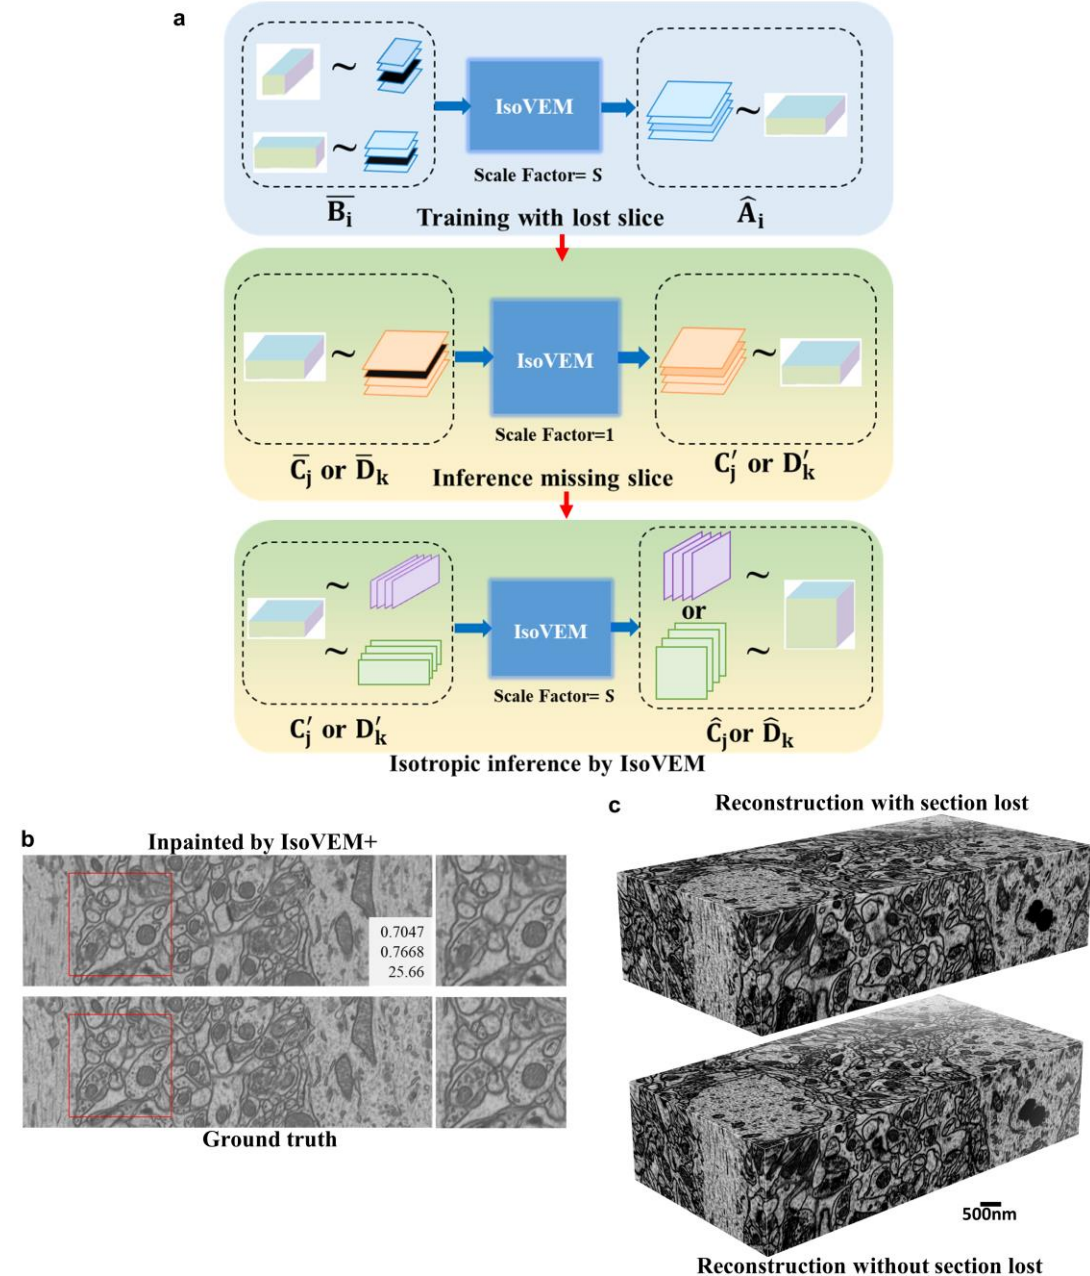 a
IsoVEM
Scale Factor= S
B̅ᵢ
Training with lost slice
Âᵢ
IsoVEM
Scale Factor=1
C̅ⱼ or D̅ₖ
Inference missing slice
C′ⱼ or D′ₖ
IsoVEM
or
Scale Factor= S
C′ⱼ or D′ₖ
Ĉⱼor D̂ₖ
Isotropic inference by IsoVEM
b
Inpainted by IsoVEM+
0.7047
0.7668
25.66
Ground truth
c
Reconstruction with section lost
500nm
Reconstruction without section lost